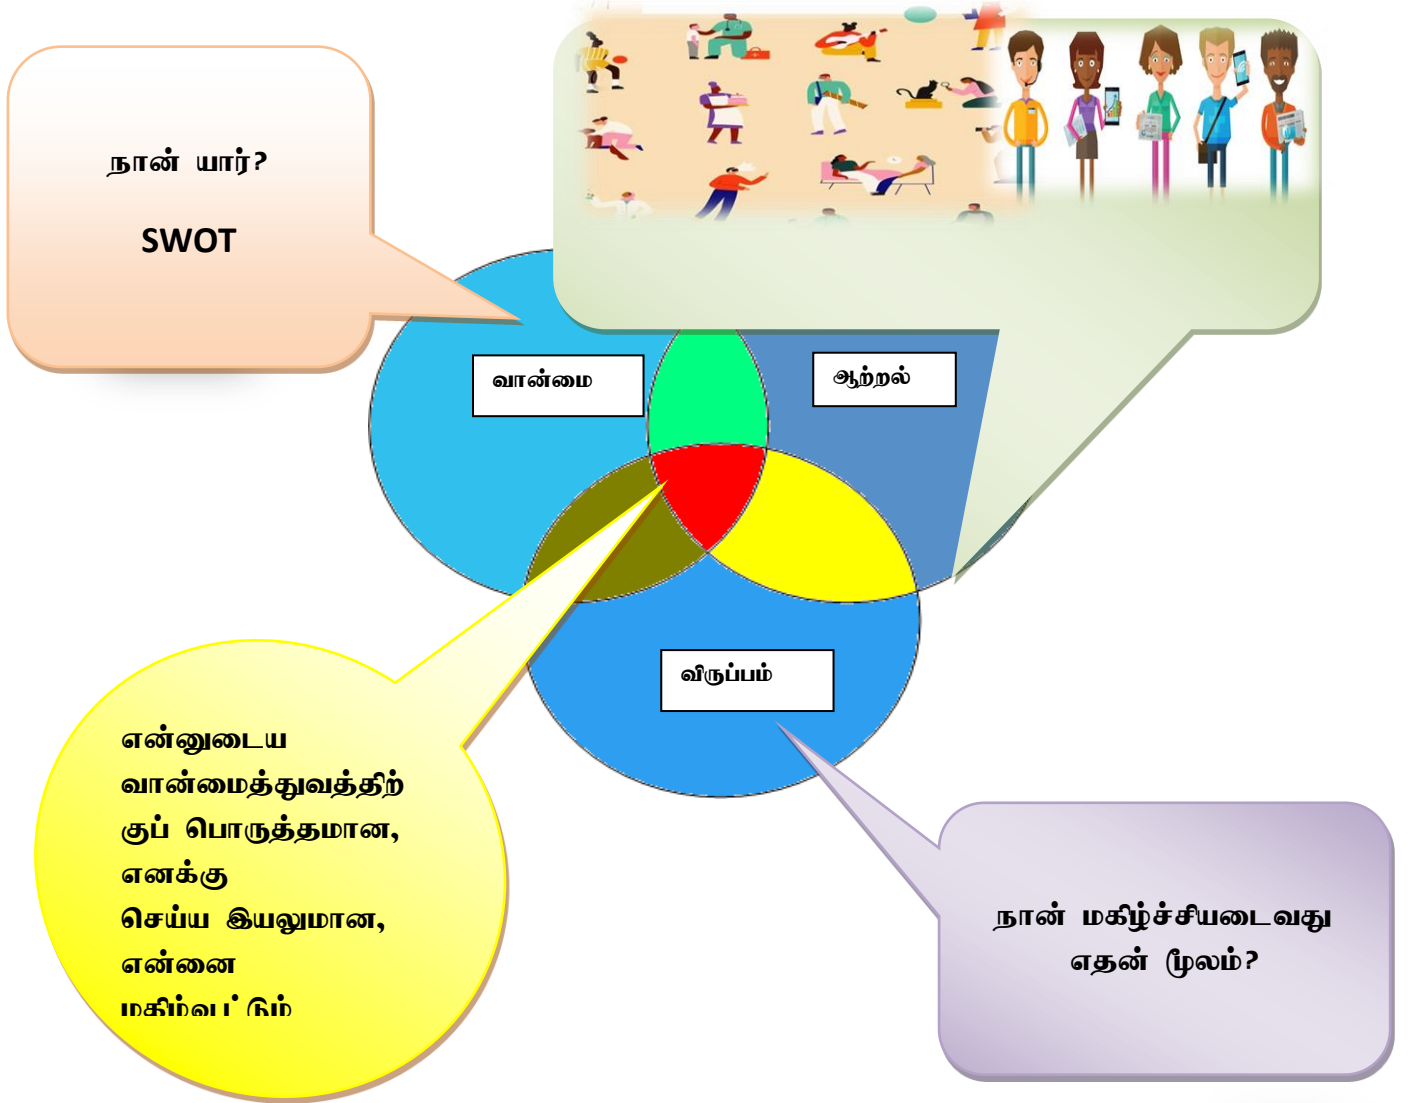 நான் யார்?
SWOT
வான்மை
ஆற்றல்
விருப்பம்
என்னுடைய
வான்மைத்துவத்திற்
குப் பொருத்தமான,
எனக்கு
செய்ய இயலுமான,
என்னை
நான் மகிழ்ச்சியடைவது
எதன் மூலம்?